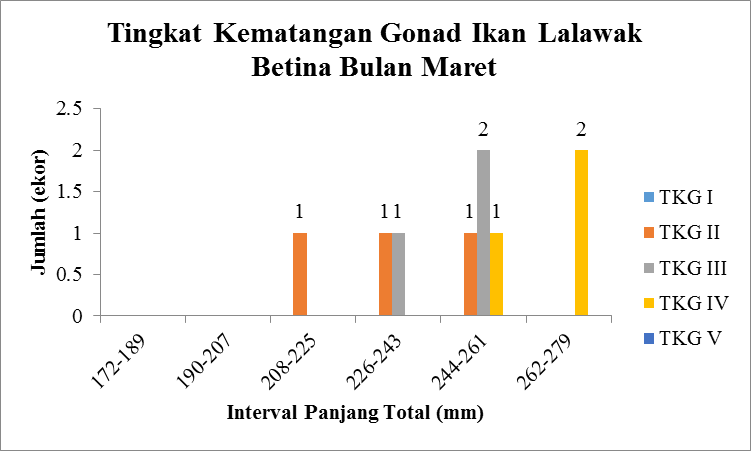 Tingkat Kematangan Gonad Ikan Lalawak
Betina Bulan Maret
Jumlah (ekor)
2.5
2
1.5
1
0.5
0
1
1
1
1
2
1
2
172-189
190-207
208-225
226-243
244-261
262-279
Interval Panjang Total (mm)
TKG I
TKG II
TKG III
TKG IV
TKG V